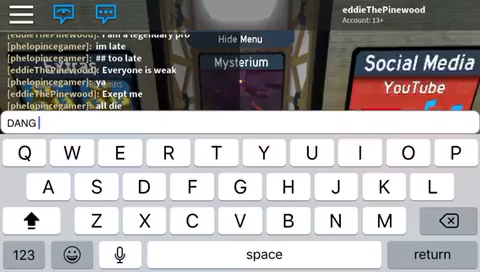 eddieThePinewood
Account: 13+
[eddieThePinewood]: I am a legendary pro
[phelopincegamer]: im late
[phelopincegamer]: ## too late
[eddieThePinewood]: Everyone is weak
[phelopincegamer]: ya
[eddieThePinewood]: Exept me
[phelopincegamer]: all die
Hide Menu
Mysterium
Social Media
YouTube
DANG
Q W E R T Y U I O P
A S D F G H J K L
Z X C V B N M
123 space return